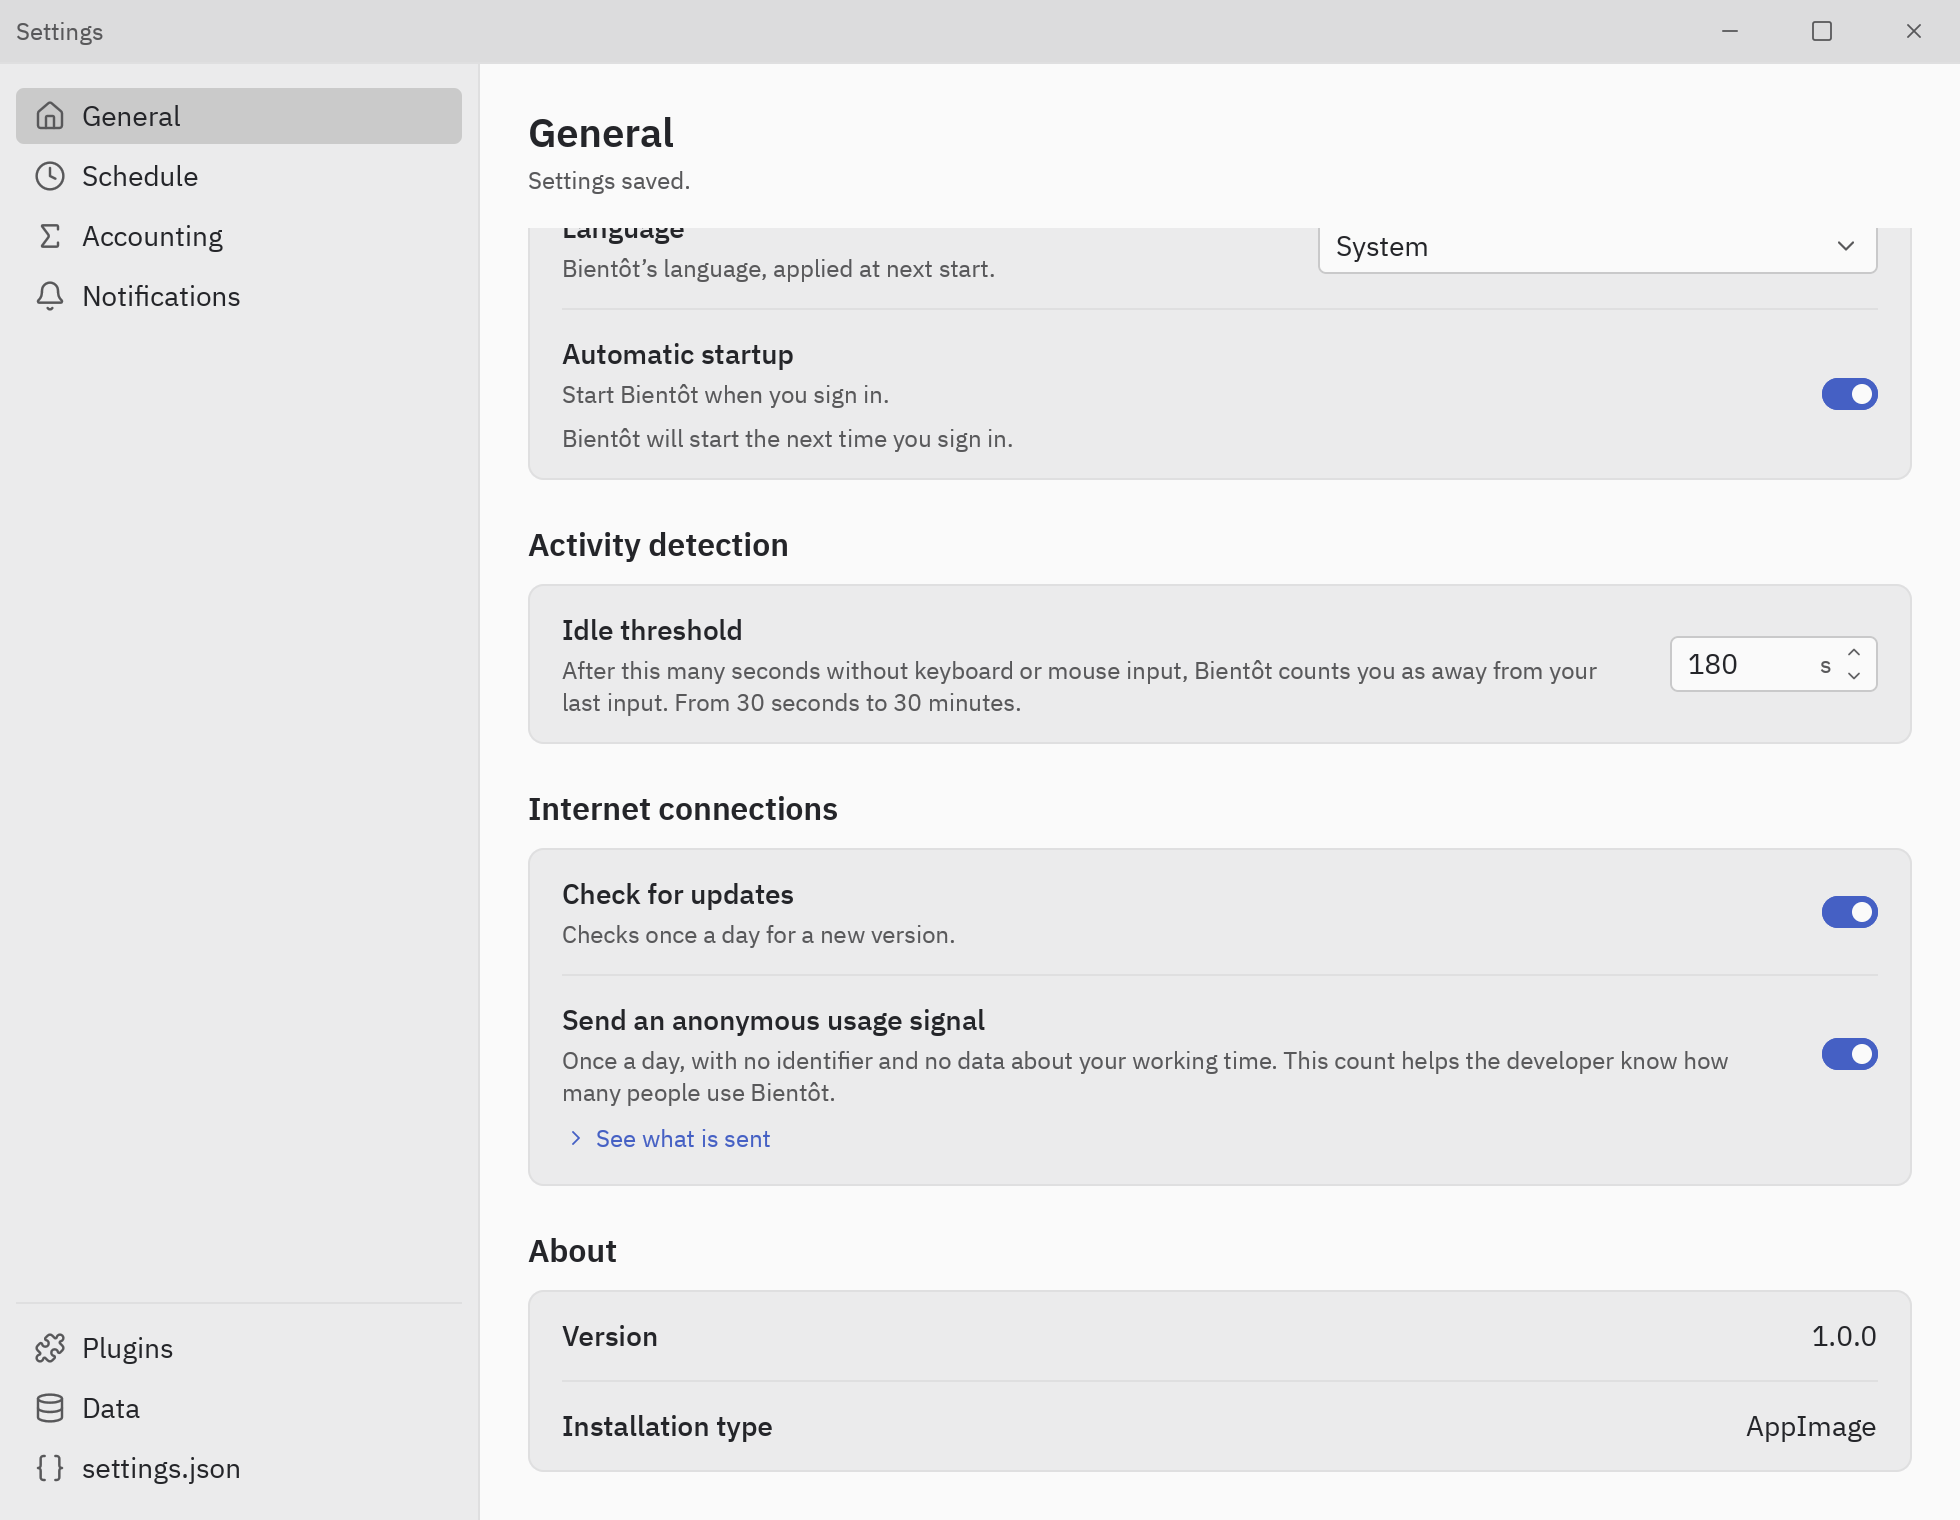 Settings
General
Schedule
Accounting
Notifications
Plugins
Data
settings.json
General
Settings saved.
Language
System
Bientôt’s language, applied at next start.
Automatic startup
Start Bientôt when you sign in.
Bientôt will start the next time you sign in.
Activity detection
Idle threshold
After this many seconds without keyboard or mouse input, Bientôt counts you as away from your
last input. From 30 seconds to 30 minutes.
180 s
Internet connections
Check for updates
Checks once a day for a new version.
Send an anonymous usage signal
Once a day, with no identifier and no data about your working time. This count helps the developer know how
many people use Bientôt.
See what is sent
About
Version
1.0.0
Installation type
AppImage